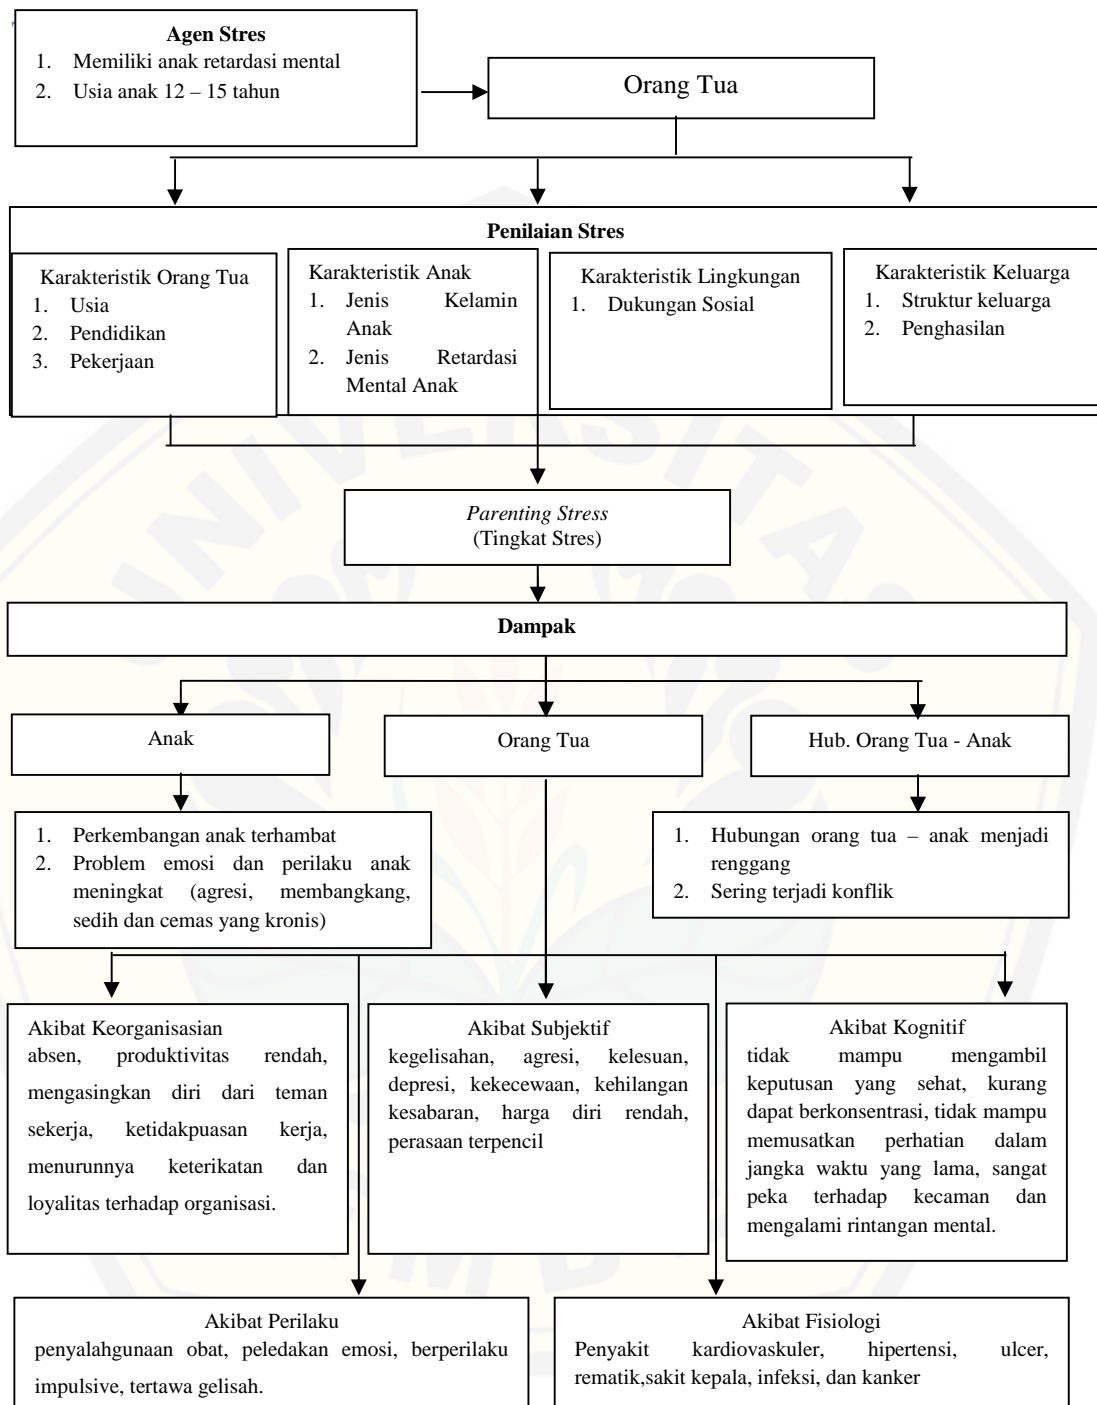 Agen Stres
1. Memiliki anak retardasi mental
2. Usia anak 12 – 15 tahun
Orang Tua
Penilaian Stres
Karakteristik Orang Tua
1. Usia
2. Pendidikan
3. Pekerjaan
Karakteristik Anak
1. Jenis Kelamin
Anak
2. Jenis Retardasi
Mental Anak
Karakteristik Lingkungan
1. Dukungan Sosial
Karakteristik Keluarga
1. Struktur keluarga
2. Penghasilan
Parenting Stress
(Tingkat Stres)
Dampak
Anak
Orang Tua
Hub. Orang Tua - Anak
1. Perkembangan anak terhambat
2. Problem emosi dan perilaku anak
meningkat (agresi, membangkang,
sedih dan cemas yang kronis)
1. Hubungan orang tua – anak menjadi
renggang
2. Sering terjadi konflik
Akibat Keorganisasian
absen, produktivitas rendah,
mengasingkan diri dari teman
sekerja, ketidakpuasan kerja,
menurunnya keterikatan dan
loyalitas terhadap organisasi.
Akibat Subjektif
kegelisahan, agresi, kelesuan,
depresi, kekecewaan, kehilangan
kesabaran, harga diri rendah,
perasaan terpencil
Akibat Kognitif
tidak mampu mengambil
keputusan yang sehat, kurang
dapat berkonsentrasi, tidak mampu
memusatkan perhatian dalam
jangka waktu yang lama, sangat
peka terhadap kecaman dan
mengalami rintangan mental.
Akibat Perilaku
penyalahgunaan obat, peledakan emosi, berperilaku
impulsive, tertawa gelisah.
Akibat Fisiologi
Penyakit kardiovaskuler, hipertensi, ulcer,
rematik,sakit kepala, infeksi, dan kanker
UNIVERSITAS